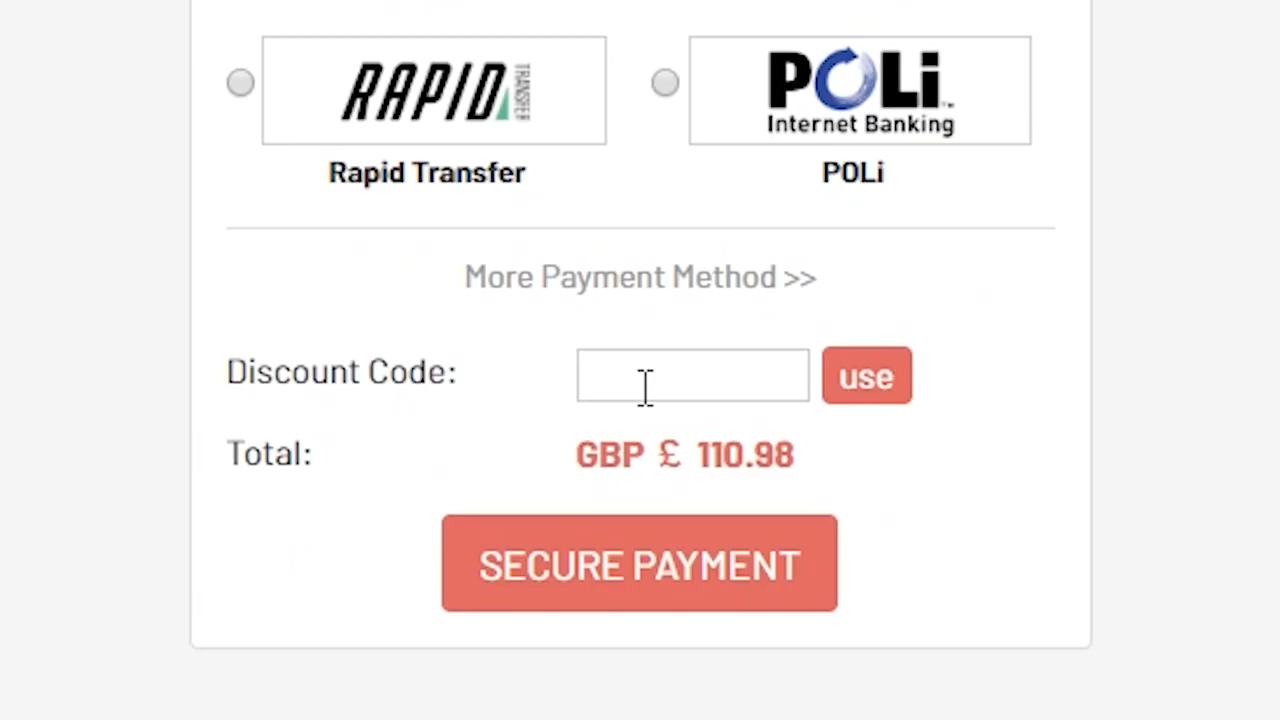 RAPID TRANSFER
POLi™
Internet Banking
Rapid Transfer
POLi
More Payment Method >>
Discount Code:
use
Total:
GBP £ 110.98
SECURE PAYMENT